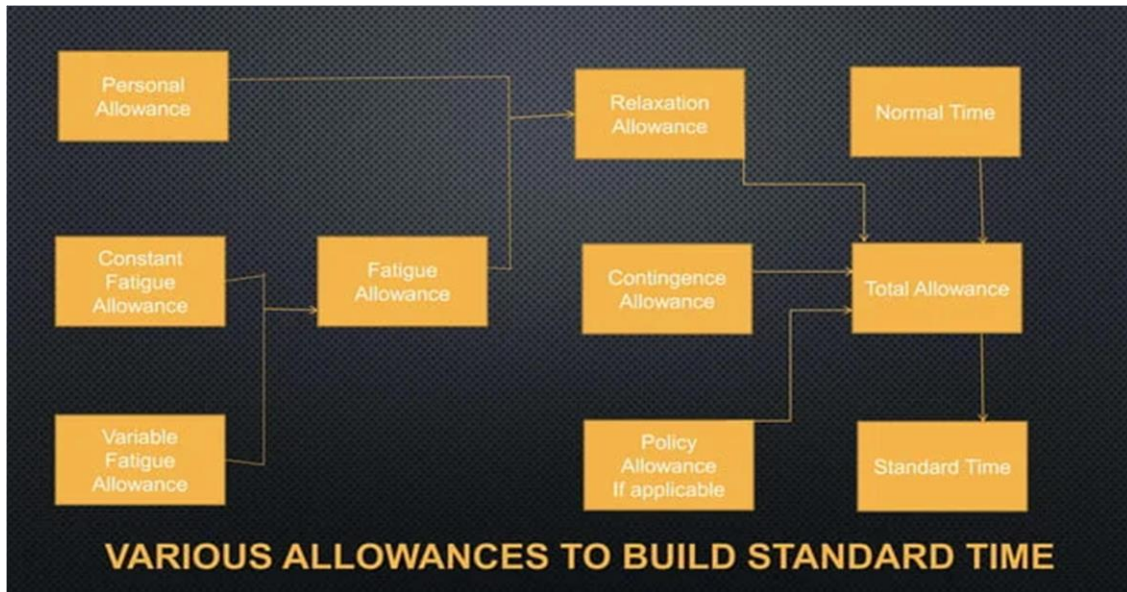 Personal
Allowance
Relaxation
Allowance
Normal Time
Constant
Fatigue
Allowance
Fatigue
Allowance
Contingence
Allowance
Total Allowance
Variable
Fatigue
Allowance
Policy
Allowance
If applicable
Standard Time
VARIOUS ALLOWANCES TO BUILD STANDARD TIME